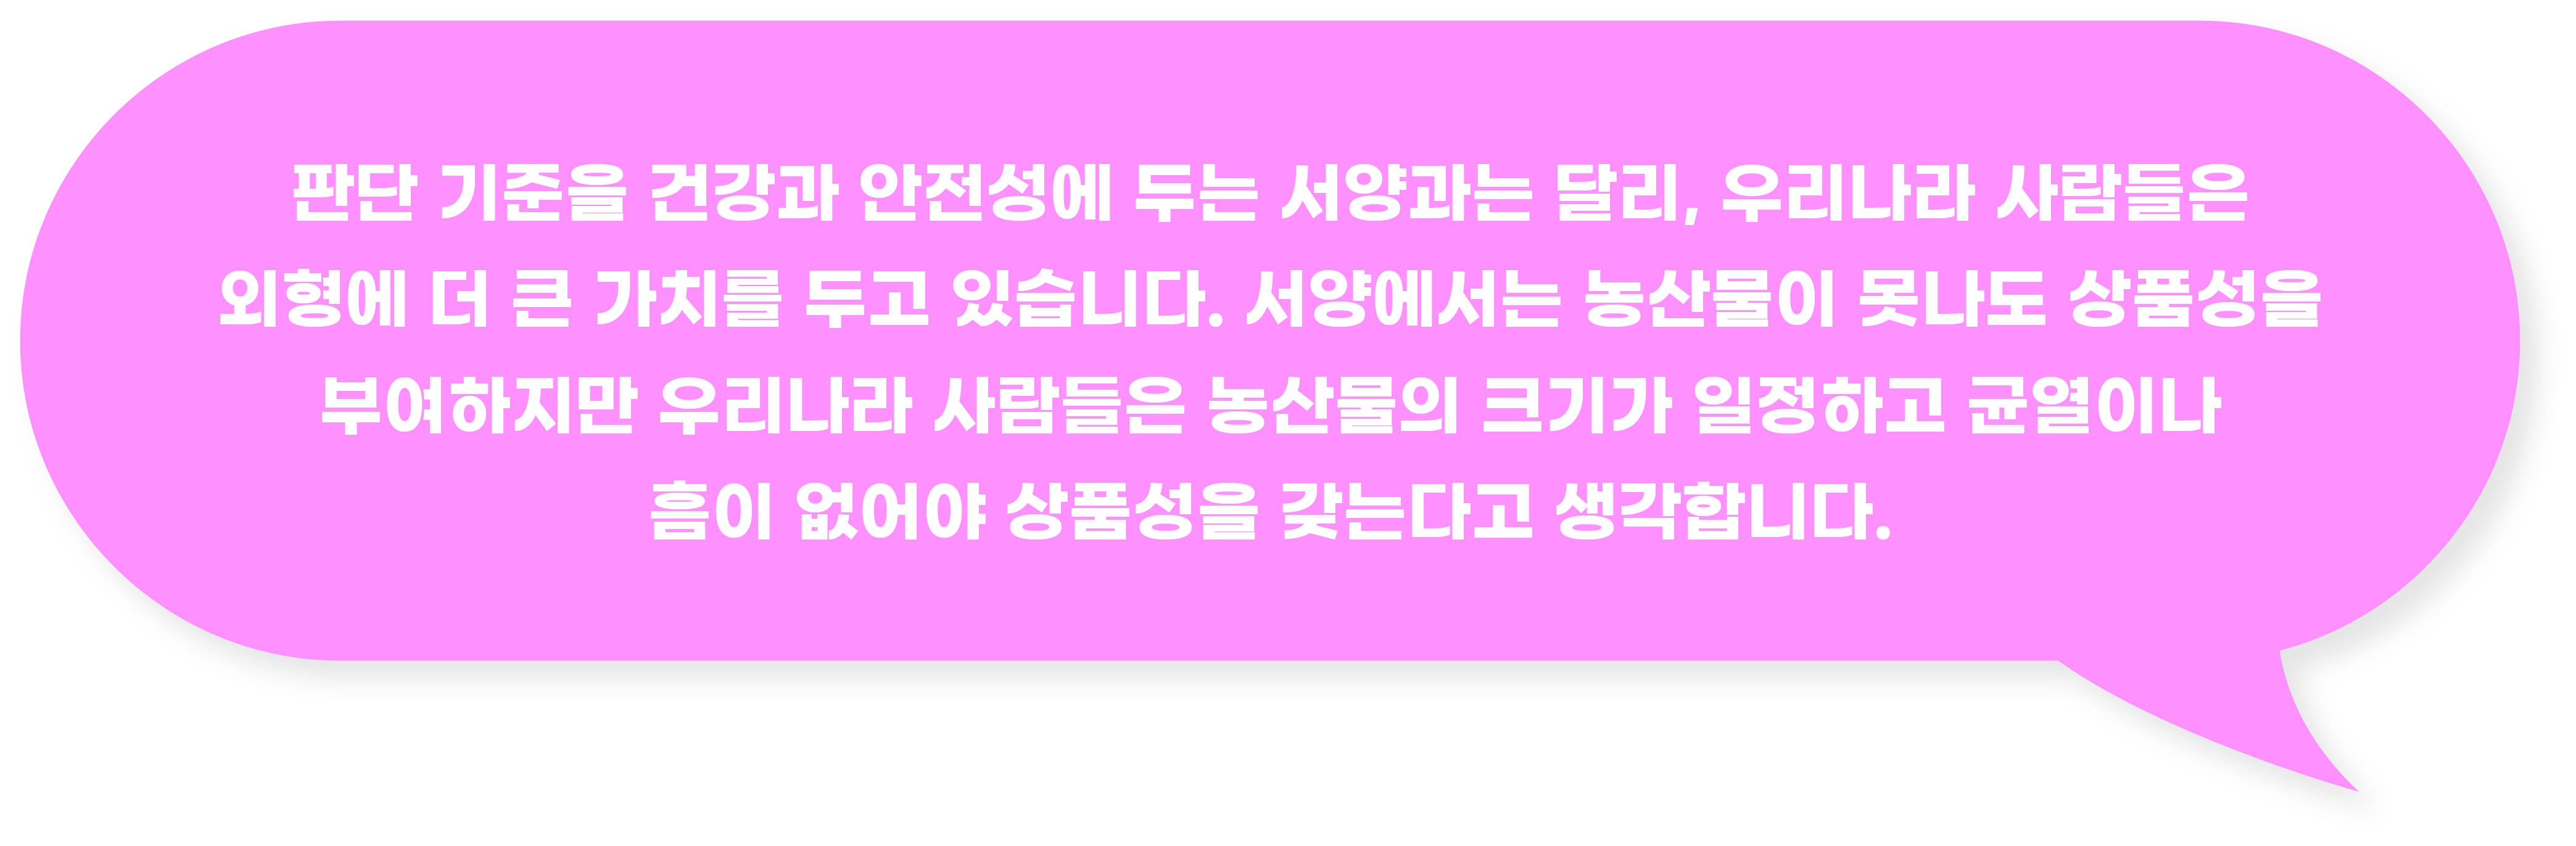 판단 기준을 건강과 안전성에 두는 서양과는 달리, 우리나라 사람들은
외형에 더 큰 가치를 두고 있습니다. 서양에서는 농산물이 못나도 상품성을
부여하지만 우리나라 사람들은 농산물의 크기가 일정하고 균열이나
흠이 없어야 상품성을 갖는다고 생각합니다.